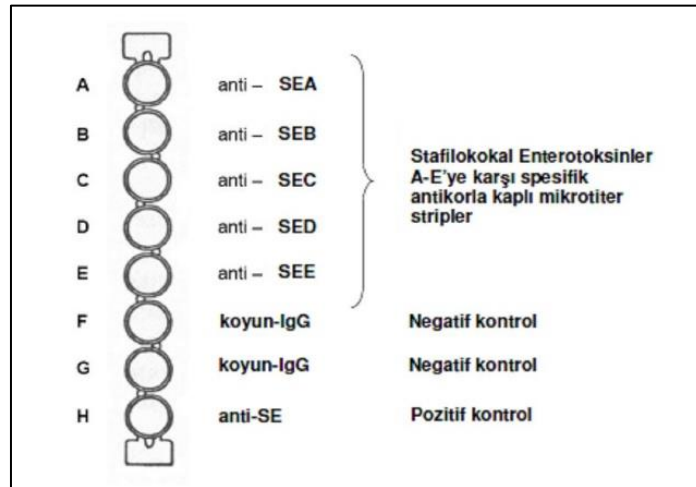 A anti – SEA
B anti – SEB
C anti – SEC
D anti – SED
E anti – SEE
Stafilokokal Enterotoksinler
A-E'ye karşı spesifik
antikorla kaplı mikrotiter
stripler
F koyun-IgG Negatif kontrol
G koyun-IgG Negatif kontrol
H anti-SE Pozitif kontrol